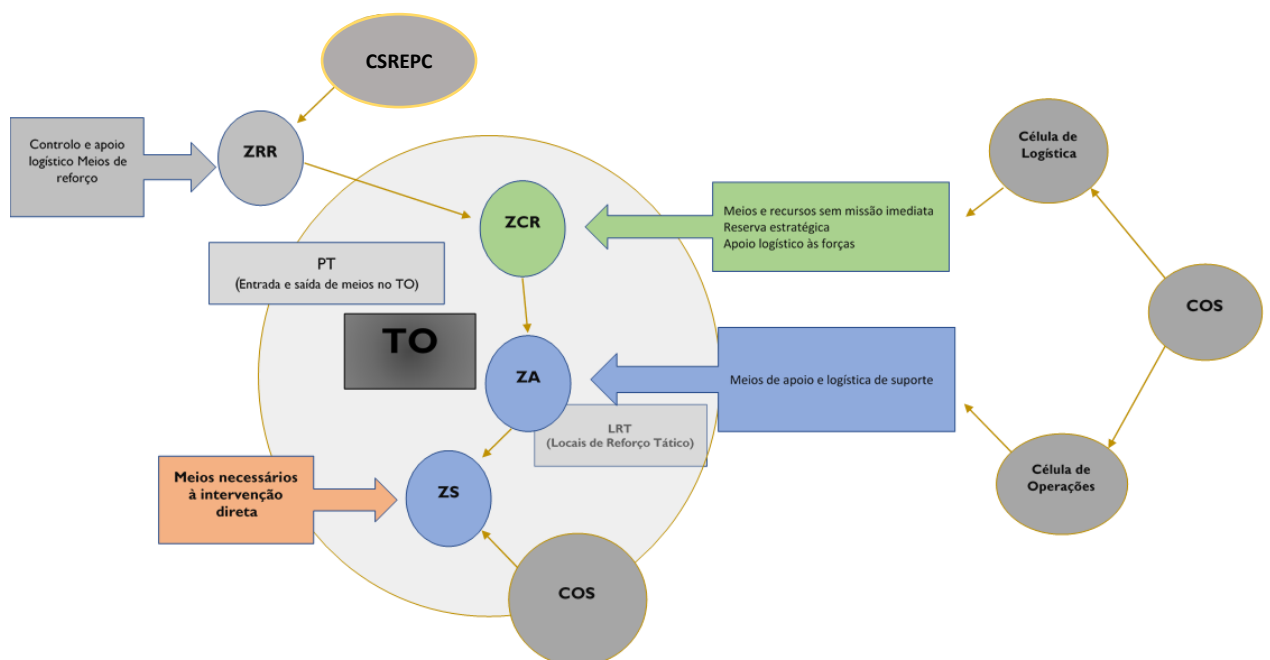 CSREPC
Controlo e apoio
logístico Meios de
reforço
ZRR
Célula de
Logística
ZCR
Meios e recursos sem missão imediata
Reserva estratégica
Apoio logístico às forças
PT
(Entrada e saída de meios no TO)
COS
TO
ZA
Meios de apoio e logística de suporte
LRT
(Locais de Reforço Tático)
Célula de
Operações
Meios necessários
à intervenção
direta
ZS
COS